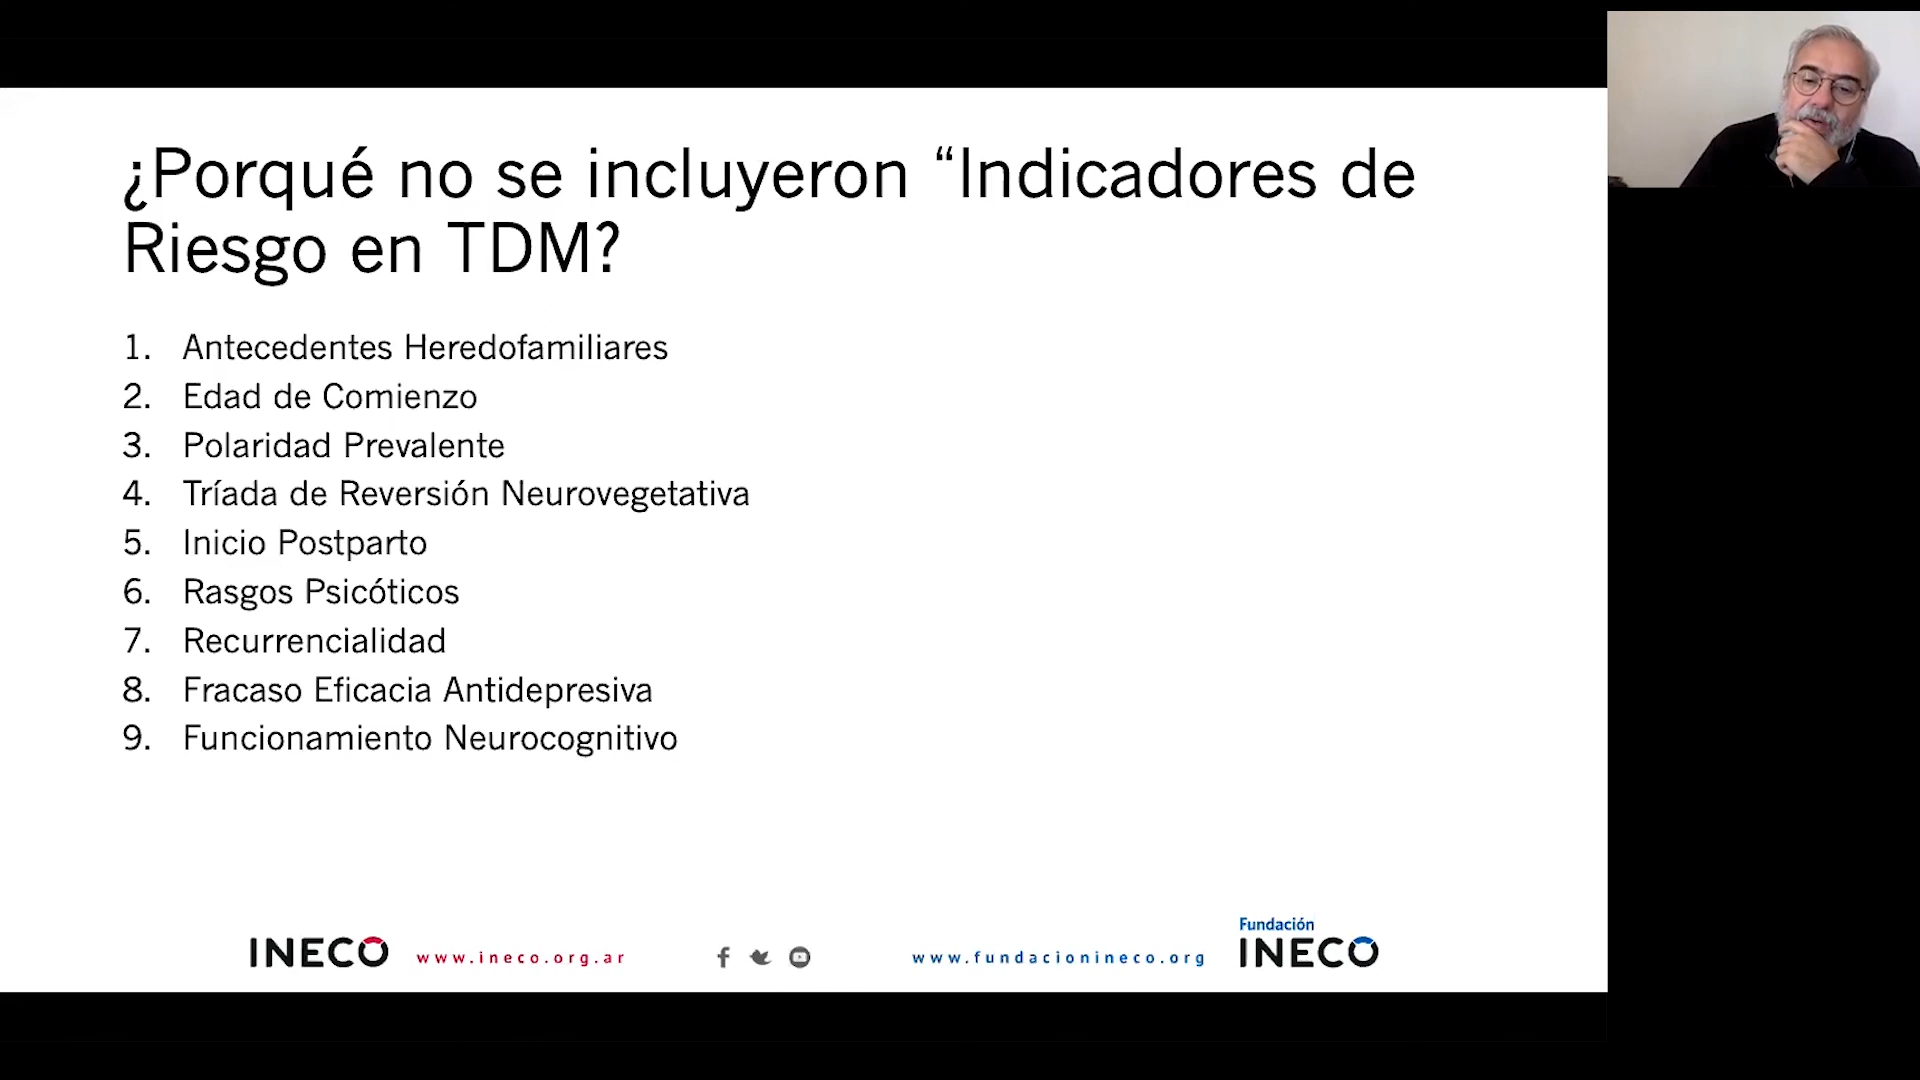 ¿Porqué no se incluyeron “Indicadores de
Riesgo en TDM?
1. Antecedentes Heredofamiliares
2. Edad de Comienzo
3. Polaridad Prevalente
4. Tríada de Reversión Neurovegetativa
5. Inicio Postparto
6. Rasgos Psicóticos
7. Recurrencialidad
8. Fracaso Eficacia Antidepresiva
9. Funcionamiento Neurocognitivo
INECO www.ineco.org.ar www.fundacionineco.org Fundación
INECO